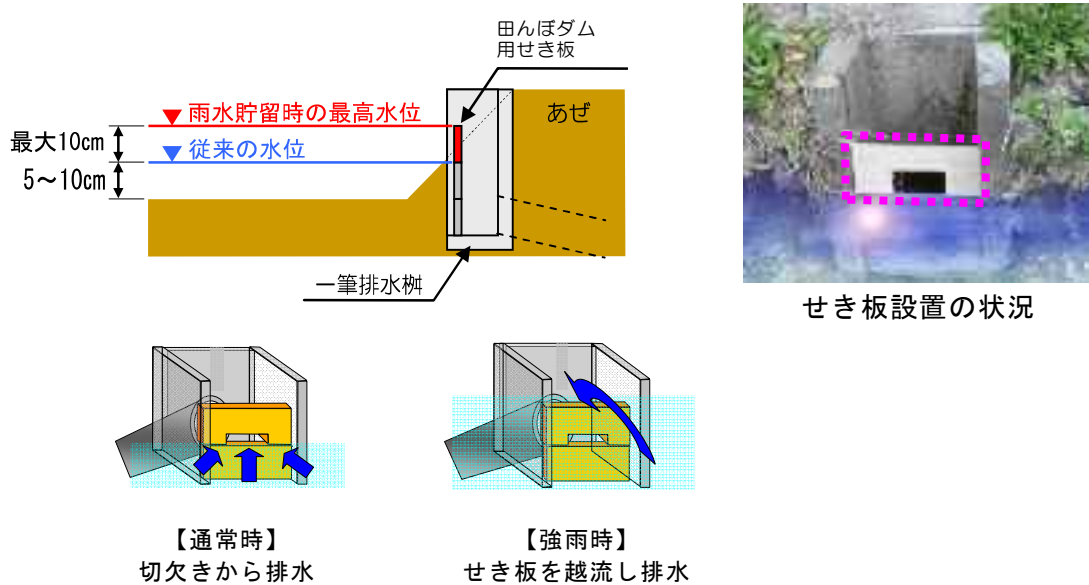 田んぼダム
用せき板
あぜ
▼雨水貯留時の最高水位
最大10cm
▼従来の水位
5～10cm
一筆排水桝
せき板設置の状況
【通常時】
切欠きから排水
【強雨時】
せき板を越流し排水